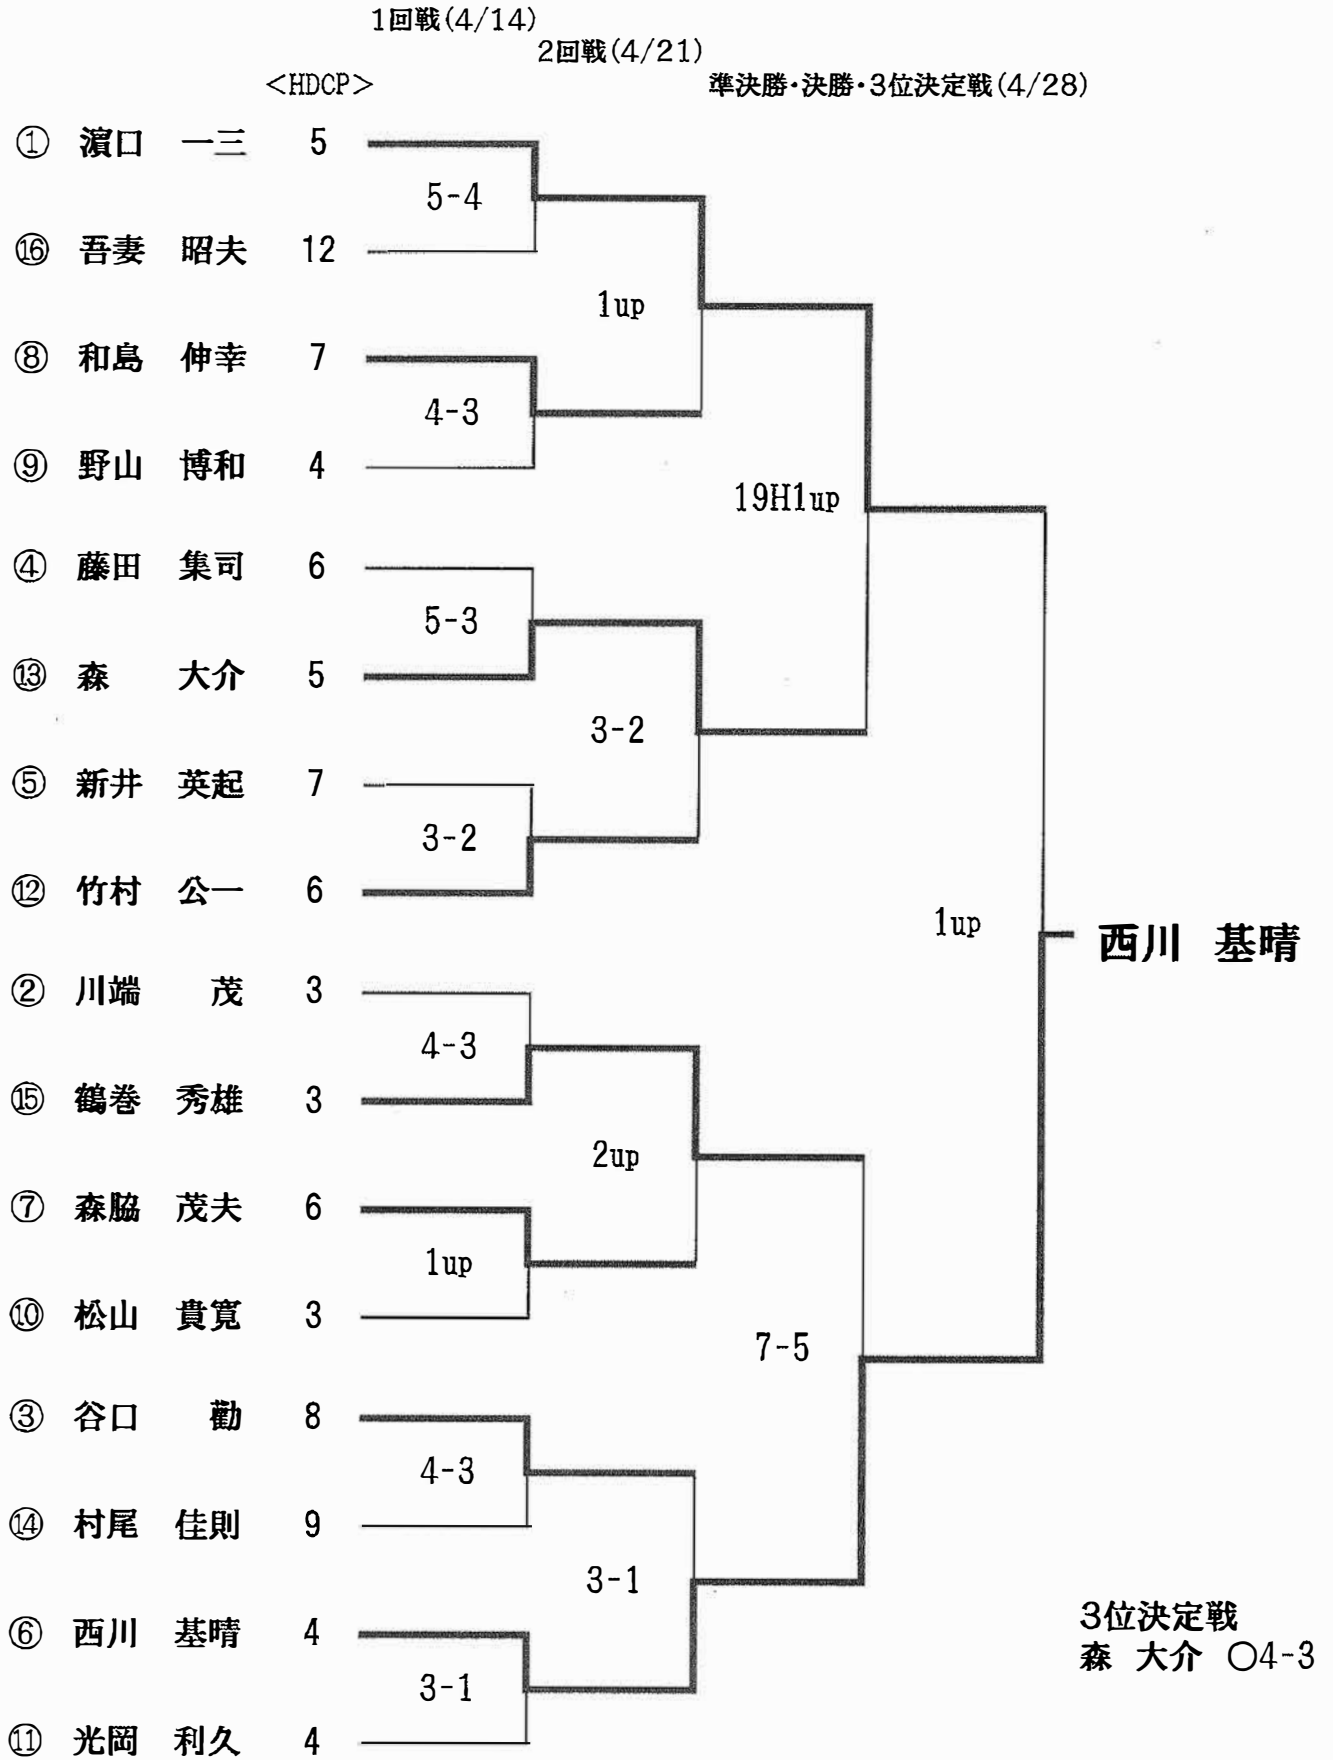 1回戦(4/14)
2回戦(4/21)
<HDCP> 準決勝・決勝・3位決定戦(4/28)
① 濵口 一三 5
5-4
⑯ 吾妻 昭夫 12
1up
⑧ 和島 伸幸 7
4-3
⑨ 野山 博和 4
19H1up
④ 藤田 集司 6
5-3
⑬ 森 大介 5
3-2
⑤ 新井 英起 7
3-2
⑫ 竹村 公一 6
1up
西川 基晴
② 川端 茂 3
4-3
⑮ 鶴巻 秀雄 3
2up
⑦ 森脇 茂夫 6
1up
⑩ 松山 貴寛 3
7-5
③ 谷口 勸 8
4-3
⑭ 村尾 佳則 9
3-1
⑥ 西川 基晴 4
3-1
⑪ 光岡 利久 4
3位決定戦
森 大介 ○4-3